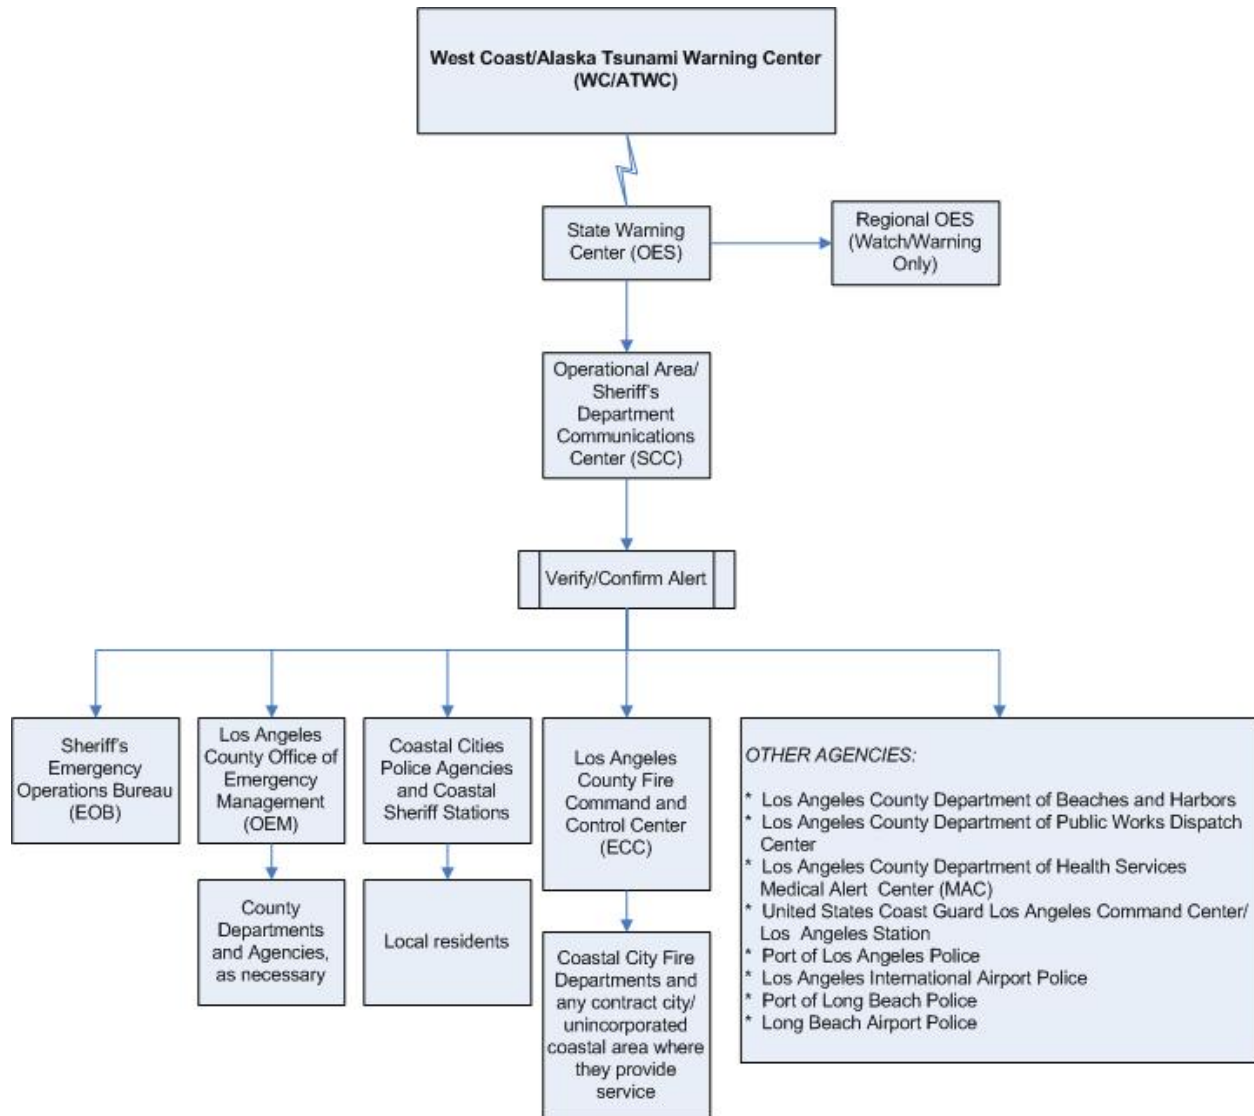 West Coast/Alaska Tsunami Warning Center
(WC/ATWC)
State Warning
Center (OES)
Regional OES
(Watch/Warning
Only)
Operational Area/
Sheriff's
Department
Communications
Center (SCC)
Verify/Confirm Alert
Sheriff's
Emergency
Operations Bureau
(EOB)
Los Angeles
County Office of
Emergency
Management
(OEM)
Coastal Cities
Police Agencies
and Coastal
Sheriff Stations
Los Angeles
County Fire
Command and
Control Center
(ECC)
OTHER AGENCIES:
* Los Angeles County Department of Beaches and Harbors
* Los Angeles County Department of Public Works Dispatch
Center
* Los Angeles County Department of Health Services
Medical Alert Center (MAC)
* United States Coast Guard Los Angeles Command Center/
Los Angeles Station
* Port of Los Angeles Police
* Los Angeles International Airport Police
* Port of Long Beach Police
* Long Beach Airport Police
County
Departments
and Agencies,
as necessary
Local residents
Coastal City Fire
Departments and
any contract city/
unincorporated
coastal area where
they provide
service